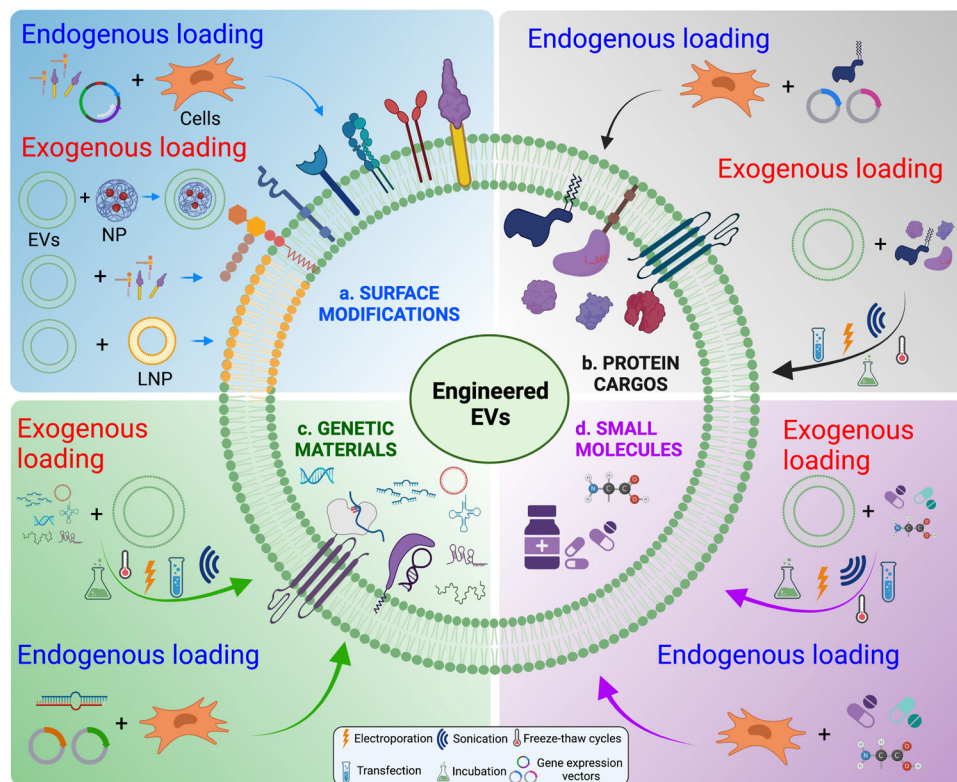 Endogenous loading
+
Cells
Exogenous loading
+
EVs
NP
+
+
LNP
a. SURFACE
MODIFICATIONS
Endogenous loading
+
Exogenous loading
+
b. PROTEIN
CARGOS
Engineered
EVs
c. GENETIC
MATERIALS
d. SMALL
MOLECULES
Exogenous
loading
+
Endogenous loading
+
Exogenous
loading
+
Endogenous loading
+
Electroporation
Sonication
Freeze-thaw cycles
Transfection
Incubation
Gene expression
vectors